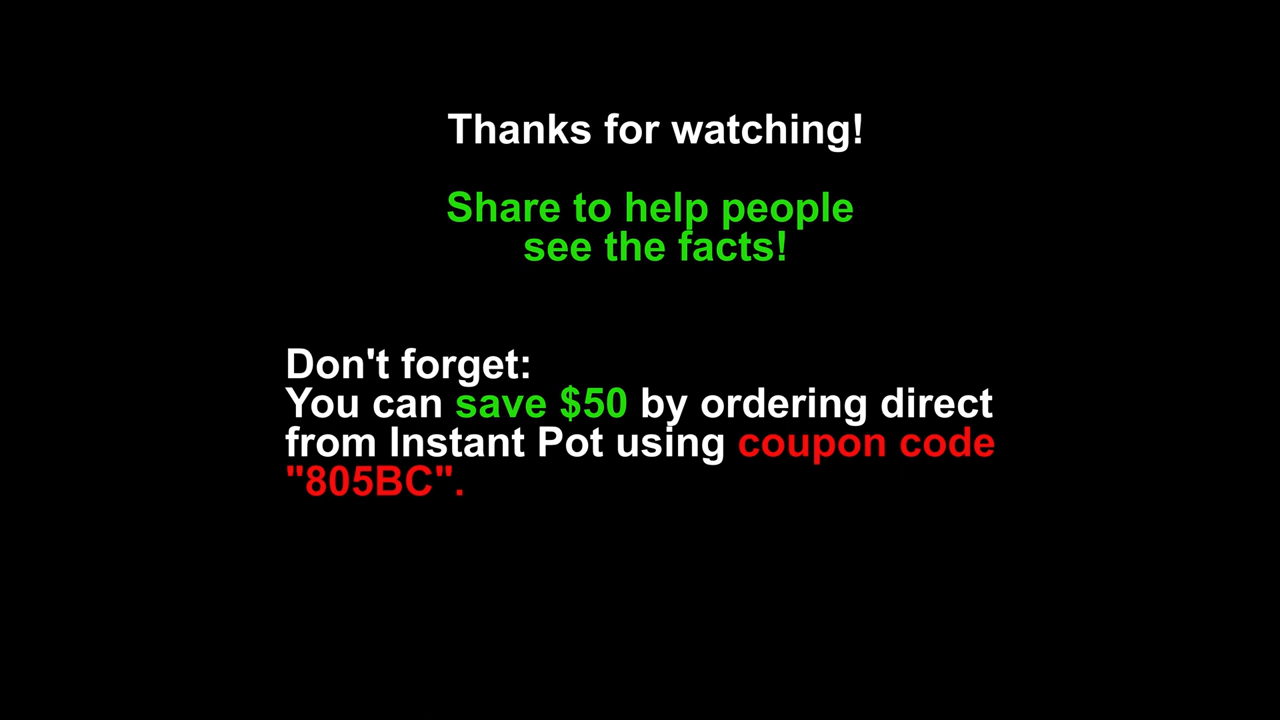 Thanks for watching!
Share to help people
see the facts!
Don't forget:
You can save $50 by ordering direct
from Instant Pot using coupon code
"805BC".